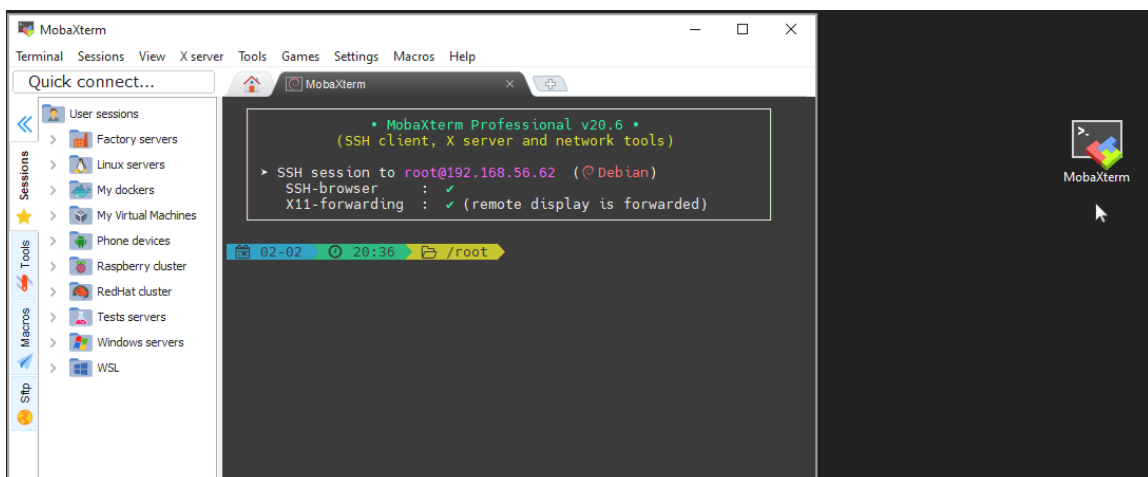 MobaXterm
Terminal Sessions View X server Tools Games Settings Macros Help
Quick connect...
MobaXterm
User sessions
Factory servers
Linux servers
My dockers
My Virtual Machines
Phone devices
Raspberry cluster
RedHat cluster
Tests servers
Windows servers
WSL
Sessions
Tools
Macros
Sftp
• MobaXterm Professional v20.6 •
(SSH client, X server and network tools)
➤ SSH session to root@192.168.56.62 (Debian)
SSH-browser : ✔
X11-forwarding : ✔ (remote display is forwarded)
02-02 20:36 /root
MobaXterm